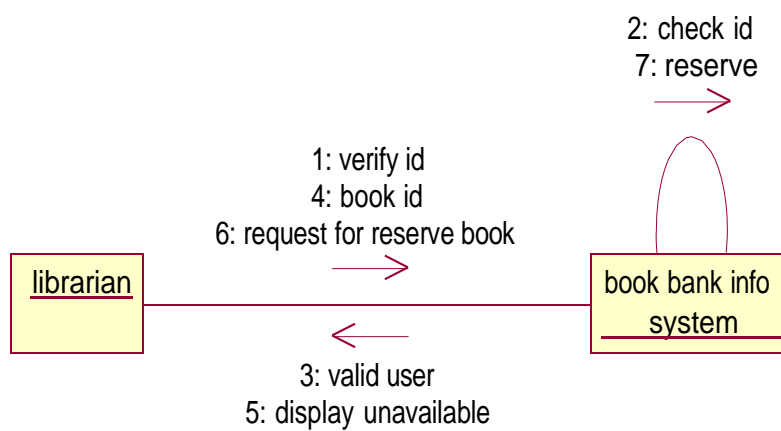 2: check id
7: reserve
1: verify id
4: book id
6: request for reserve book
librarian
book bank info
system
3: valid user
5: display unavailable